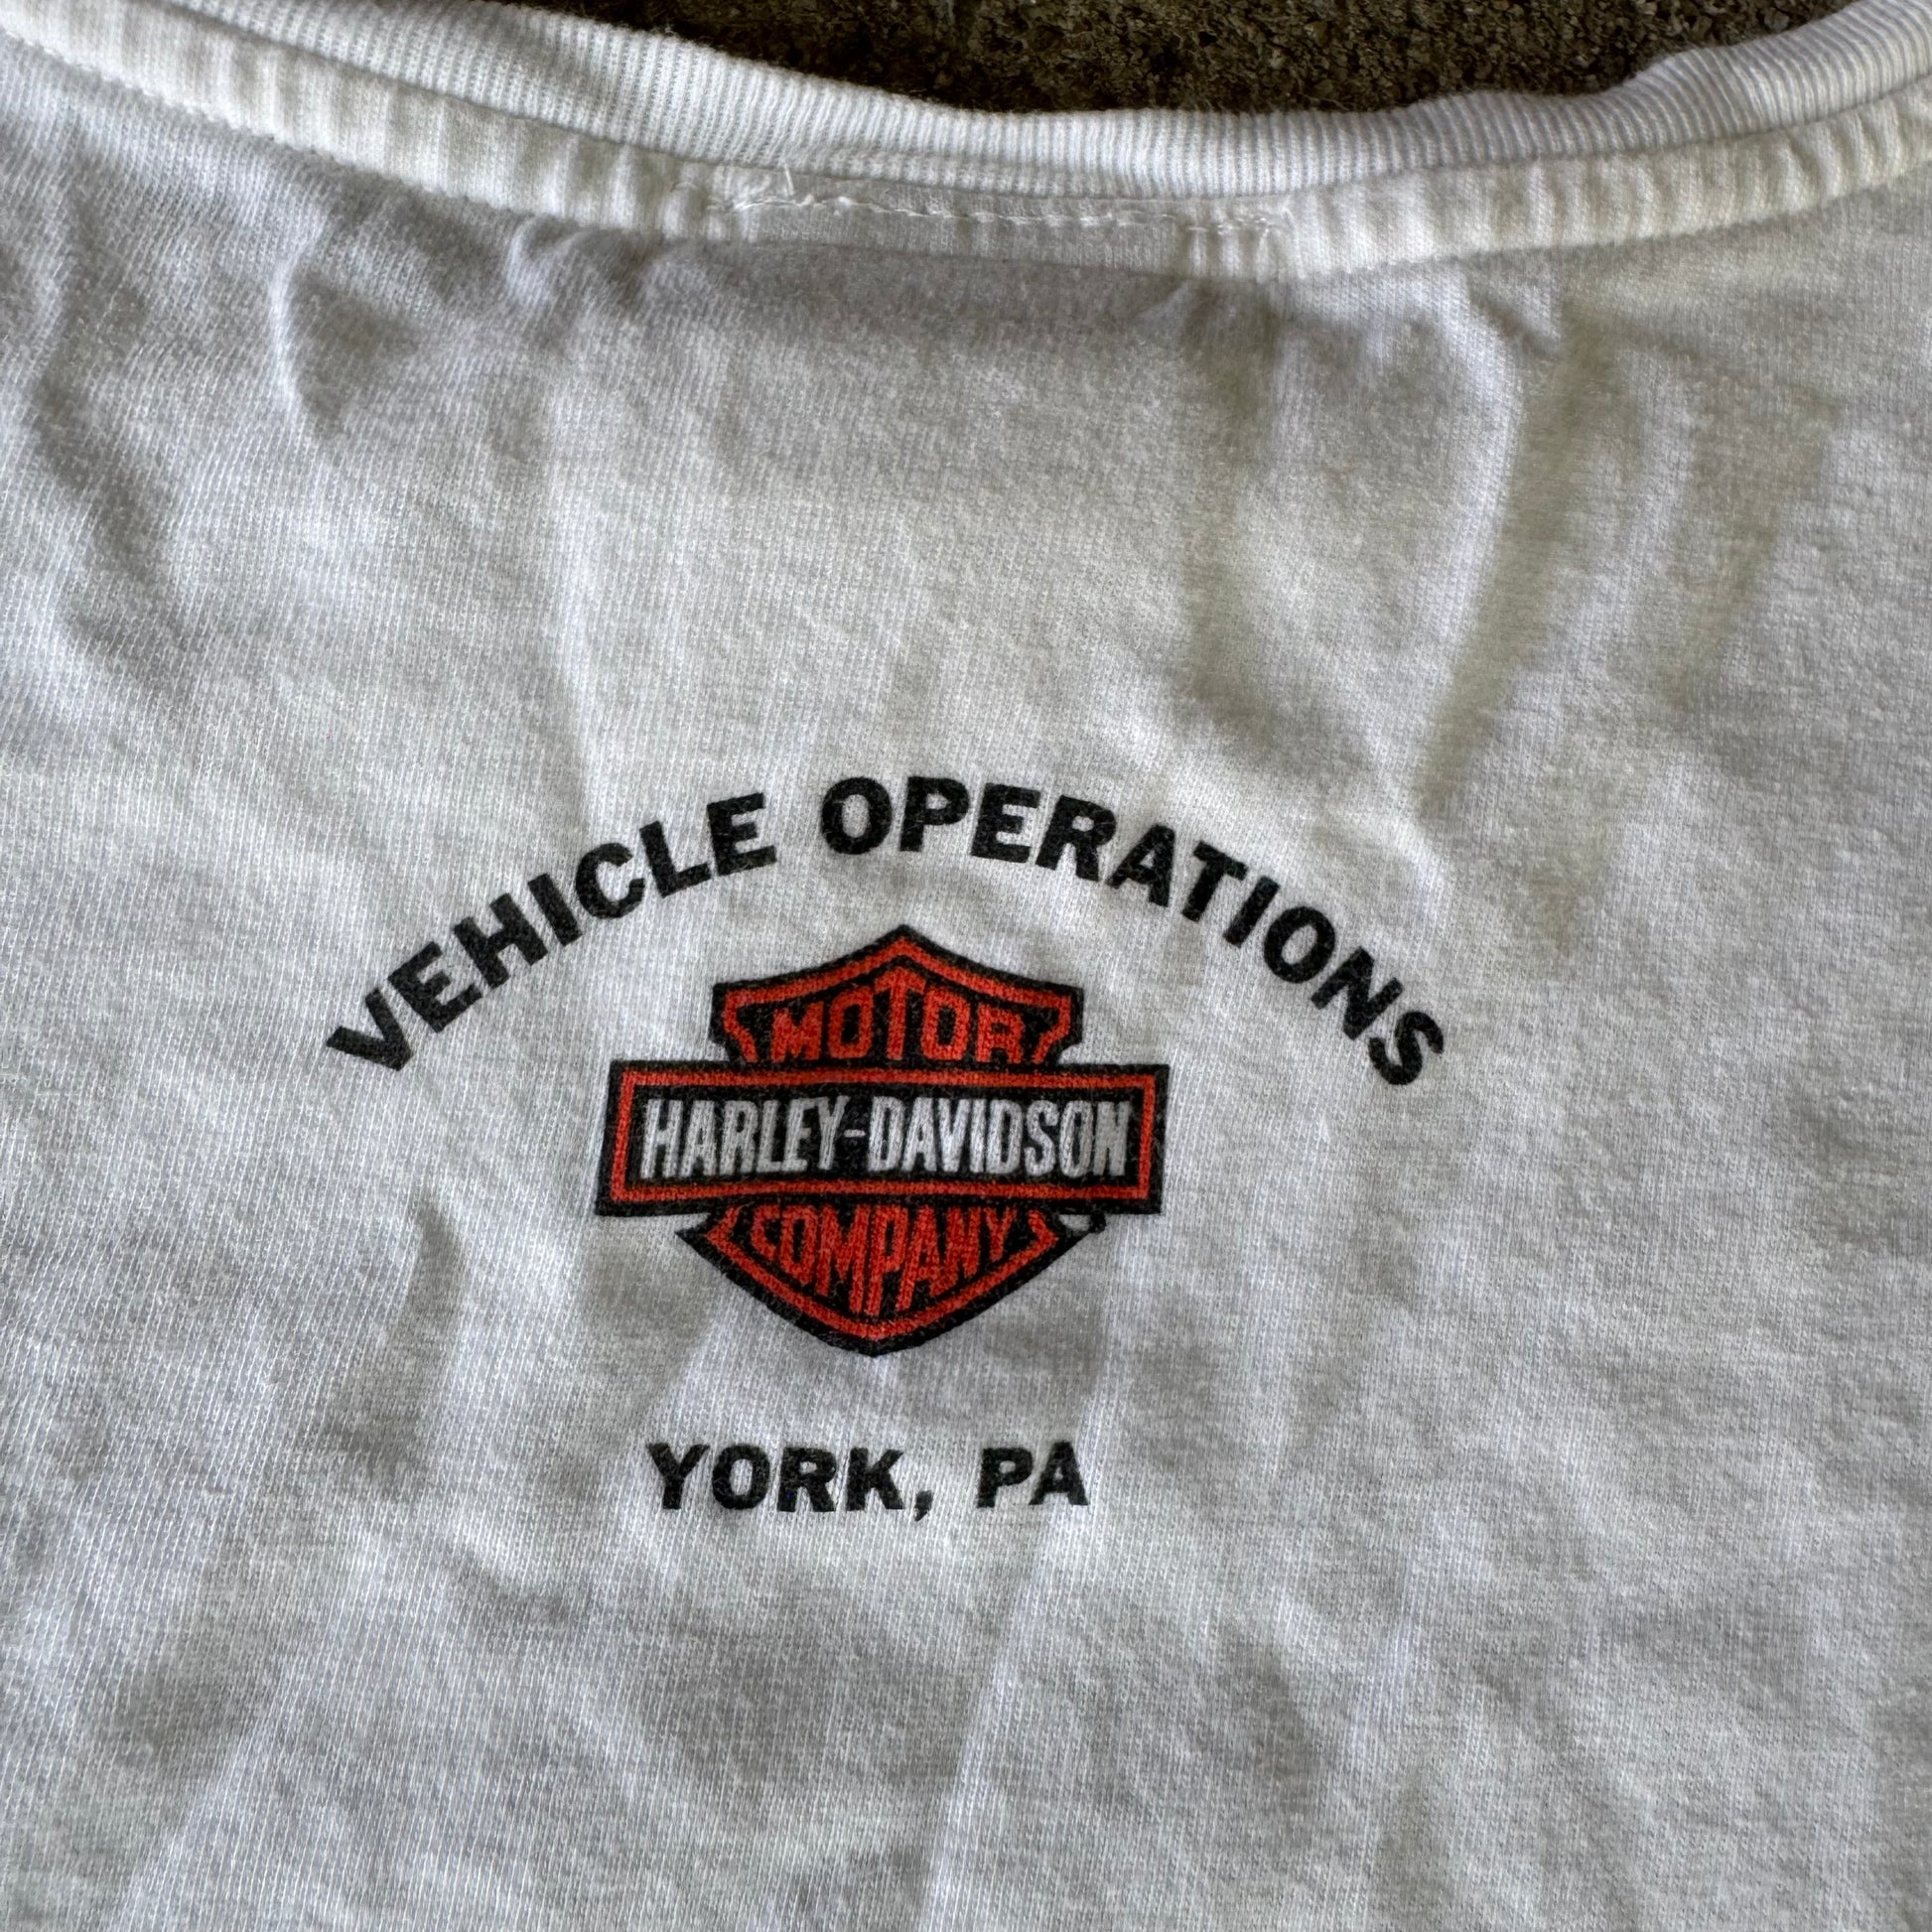 VEHICLE OPERATIONS
MOTOR
HARLEY-DAVIDSON
COMPANY
YORK, PA